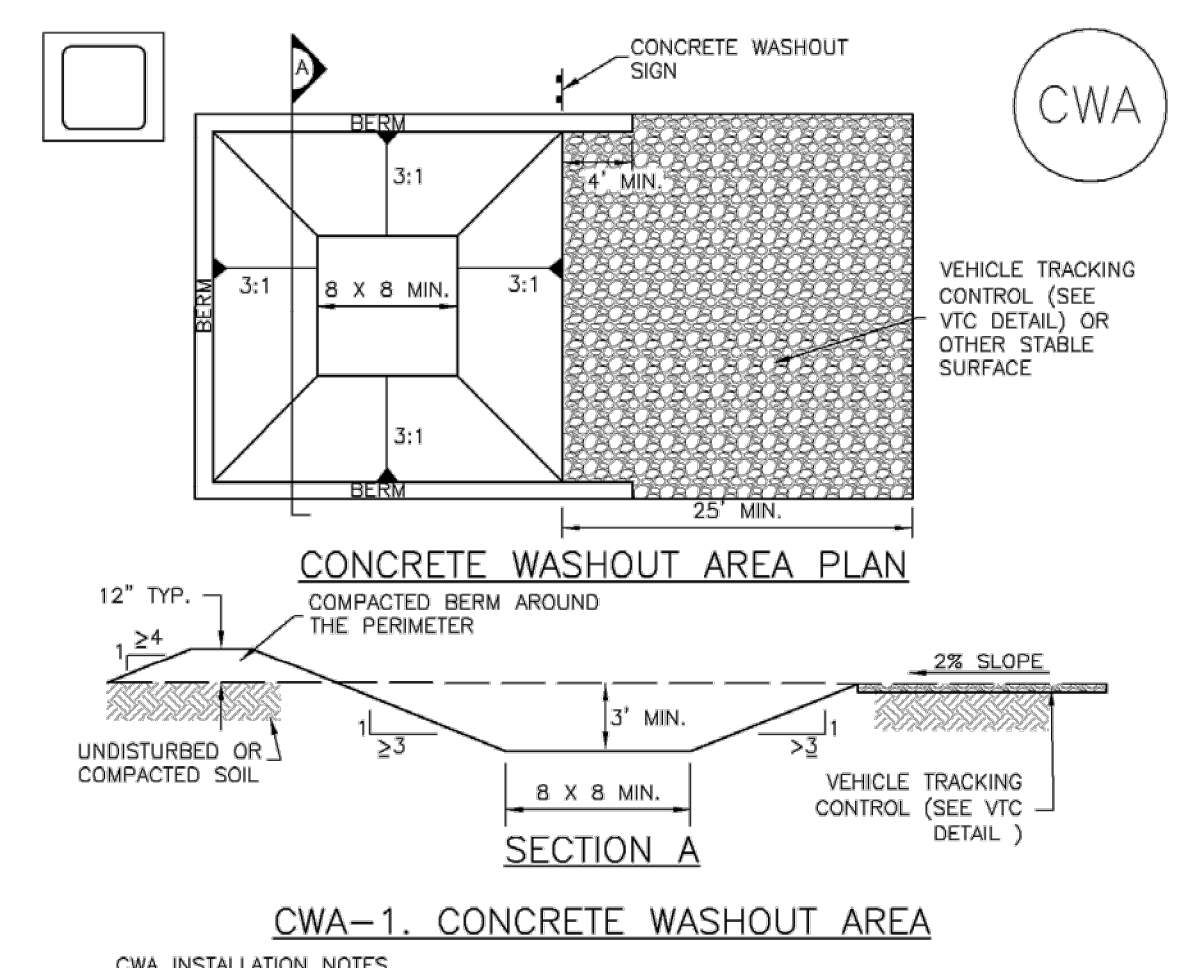 CONCRETE WASHOUT
SIGN
A
CWA
BERM
3:1
4' MIN.
VEHICLE TRACKING
CONTROL (SEE
VTC DETAIL) OR
OTHER STABLE
SURFACE
3:1
8 X 8 MIN.
3:1
BERM
3:1
BERM
25' MIN.
CONCRETE WASHOUT AREA PLAN
12" TYP.
COMPACTED BERM AROUND
THE PERIMETER
1
≥4
2% SLOPE
3' MIN.
1
≥3
1
>3
UNDISTURBED OR
COMPACTED SOIL
8 X 8 MIN.
VEHICLE TRACKING
CONTROL (SEE VTC
DETAIL )
SECTION A
CWA-1. CONCRETE WASHOUT AREA
CWA INSTALLATION NOTES